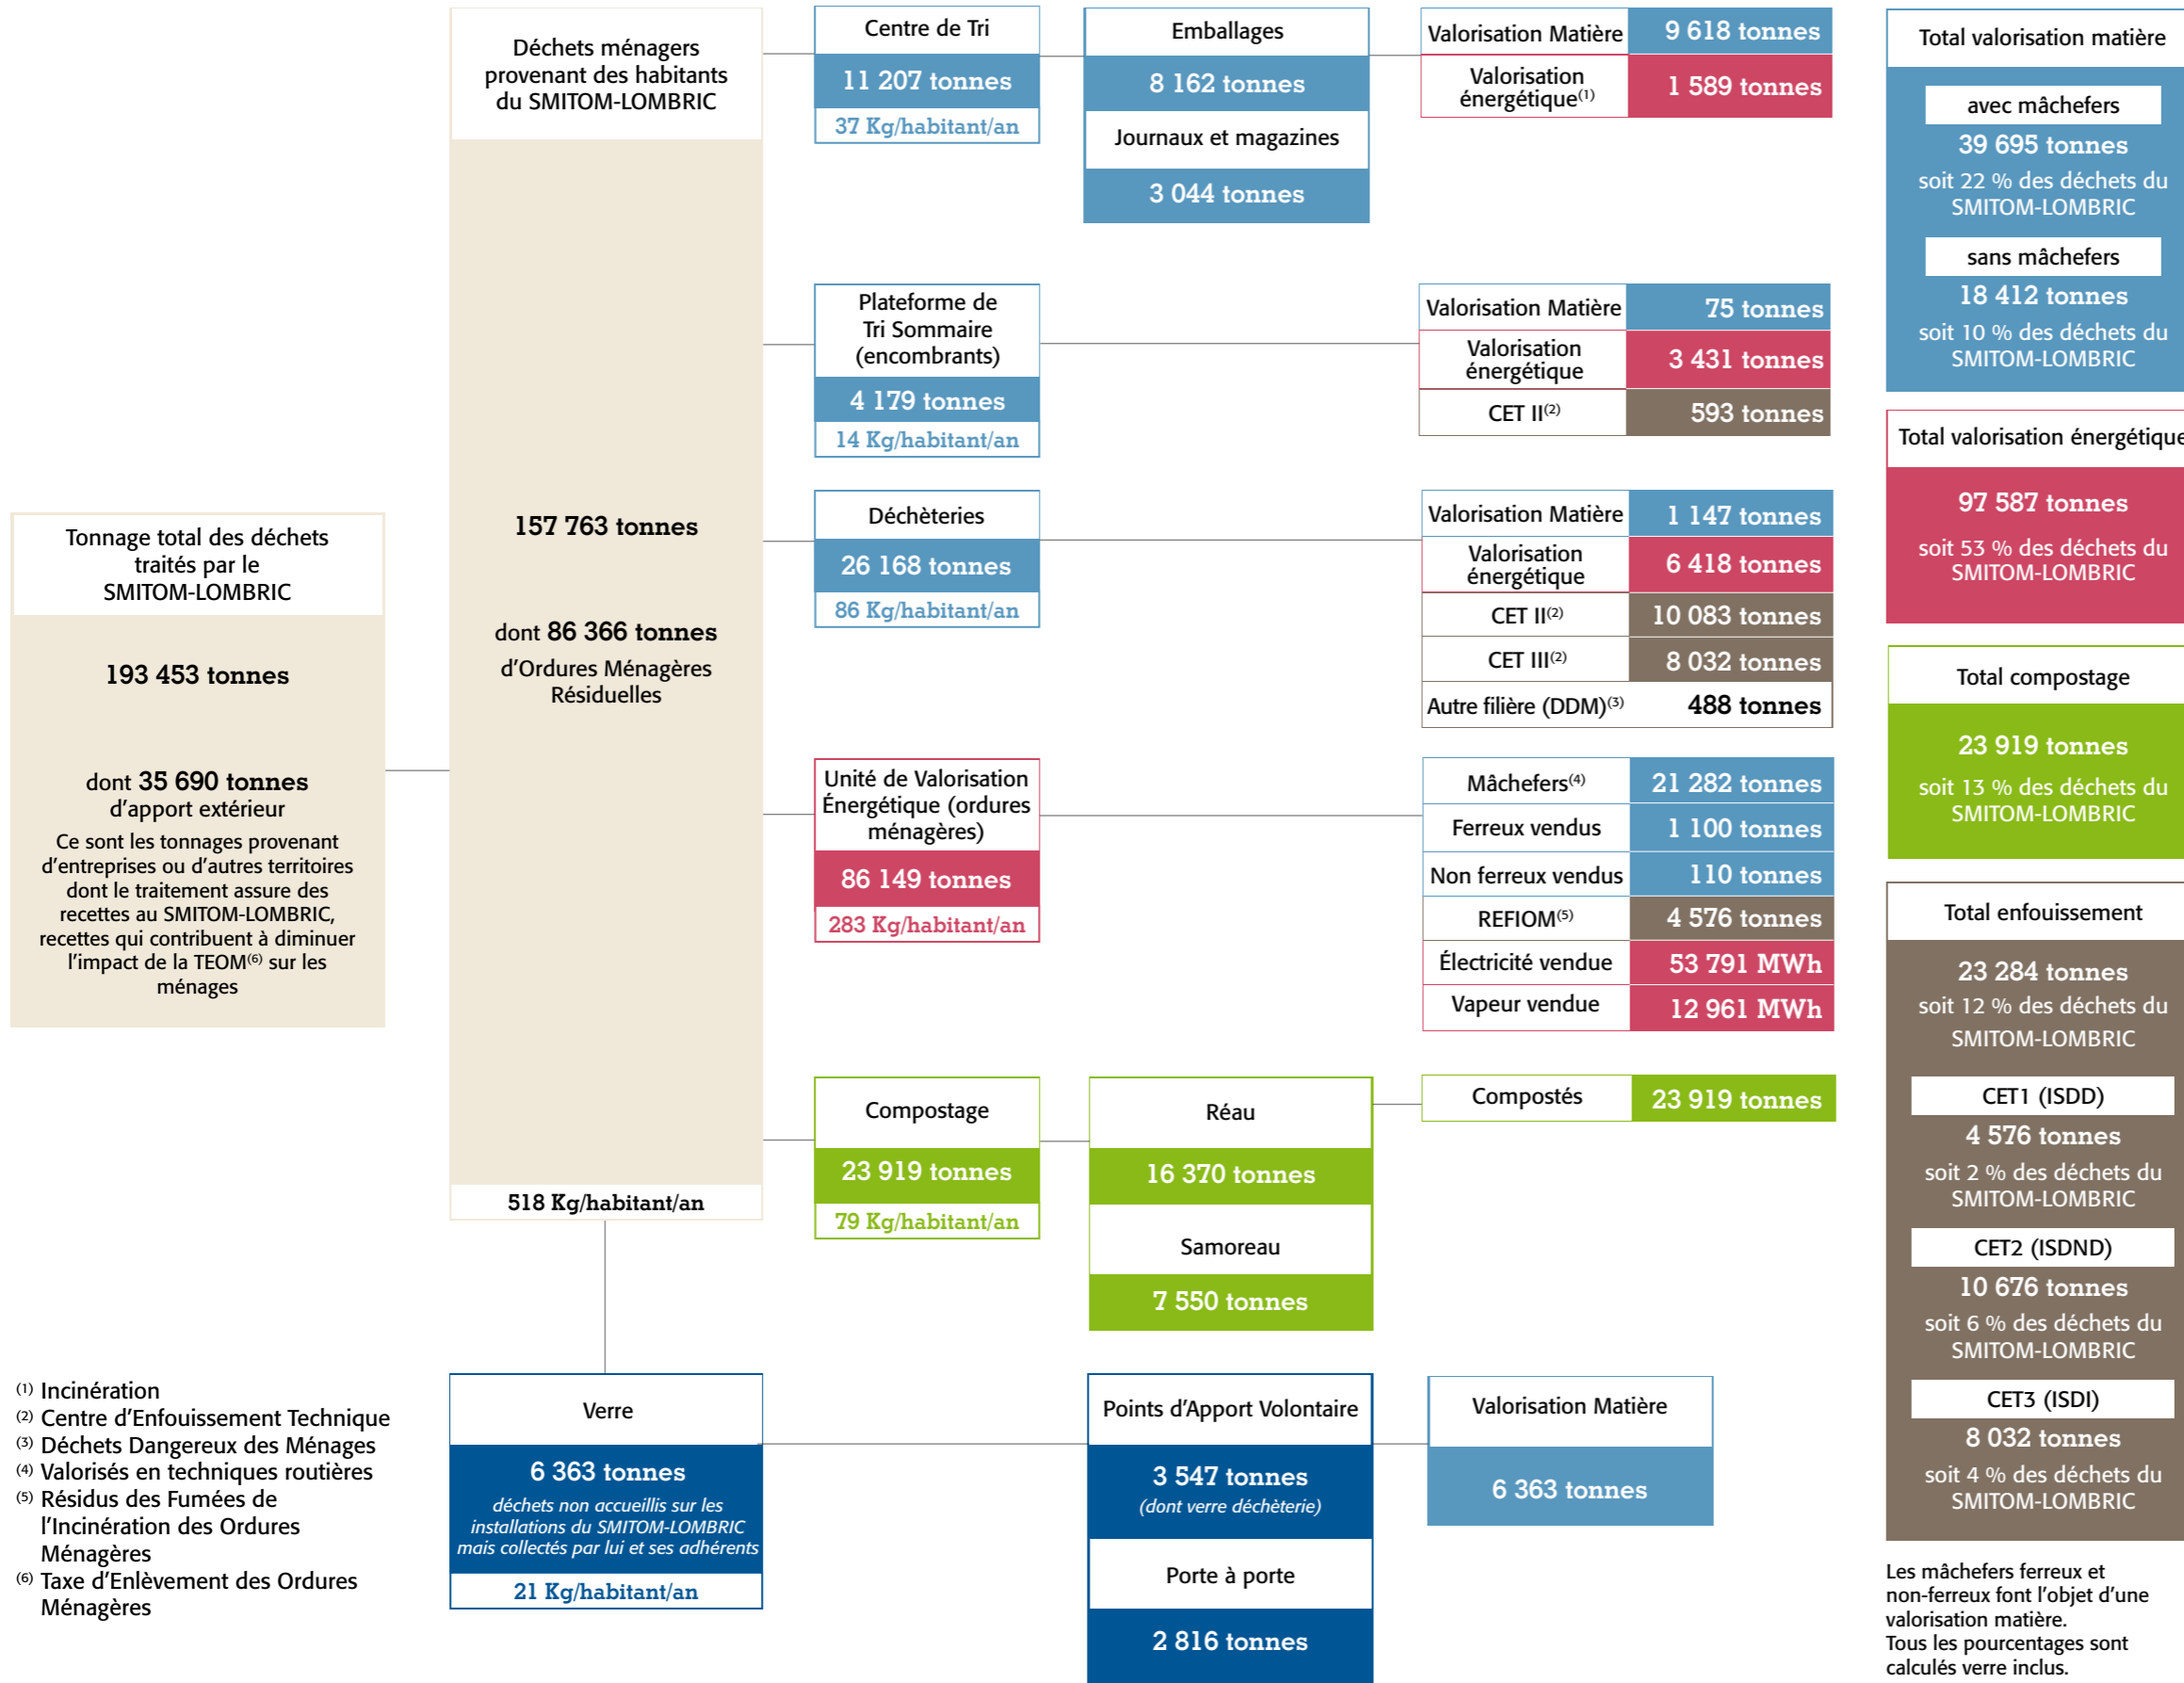 Tonnage total des déchets
traités par le
SMITOM-LOMBRIC
193 453 tonnes
dont 35 690 tonnes
d'apport extérieur
Ce sont les tonnages provenant
d'entreprises ou d'autres territoires
dont le traitement assure des
recettes au SMITOM-LOMBRIC,
recettes qui contribuent à diminuer
l'impact de la TEOM(6) sur les
ménages
Déchets ménagers
provenant des habitants
du SMITOM-LOMBRIC
157 763 tonnes
dont 86 366 tonnes
d'Ordures Ménagères
Résiduelles
518 Kg/habitant/an
Centre de Tri
11 207 tonnes
37 Kg/habitant/an
Emballages
8 162 tonnes
Journaux et magazines
3 044 tonnes
Valorisation Matière 9 618 tonnes
Valorisation
énergétique(1) 1 589 tonnes
Plateforme de
Tri Sommaire
(encombrants)
4 179 tonnes
14 Kg/habitant/an
Valorisation Matière 75 tonnes
Valorisation
énergétique 3 431 tonnes
CET II(2) 593 tonnes
Déchèteries
26 168 tonnes
86 Kg/habitant/an
Valorisation Matière 1 147 tonnes
Valorisation
énergétique 6 418 tonnes
CET II(2) 10 083 tonnes
CET III(2) 8 032 tonnes
Autre filière (DDM)(3) 488 tonnes
Unité de Valorisation
Énergétique (ordures
ménagères)
86 149 tonnes
283 Kg/habitant/an
Mâchefers(4) 21 282 tonnes
Ferreux vendus 1 100 tonnes
Non ferreux vendus 110 tonnes
REFIOM(5) 4 576 tonnes
Électricité vendue 53 791 MWh
Vapeur vendue 12 961 MWh
Compostage
23 919 tonnes
79 Kg/habitant/an
Réau
16 370 tonnes
Samoreau
7 550 tonnes
Compostés 23 919 tonnes
Verre
6 363 tonnes
déchets non accueillis sur les
installations du SMITOM-LOMBRIC
mais collectés par lui et ses adhérents
21 Kg/habitant/an
Points d'Apport Volontaire
3 547 tonnes
(dont verre déchèterie)
Porte à porte
2 816 tonnes
Valorisation Matière
6 363 tonnes
Total valorisation matière
avec mâchefers
39 695 tonnes
soit 22 % des déchets du
SMITOM-LOMBRIC
sans mâchefers
18 412 tonnes
soit 10 % des déchets du
SMITOM-LOMBRIC
Total valorisation énergétique
97 587 tonnes
soit 53 % des déchets du
SMITOM-LOMBRIC
Total compostage
23 919 tonnes
soit 13 % des déchets du
SMITOM-LOMBRIC
Total enfouissement
23 284 tonnes
soit 12 % des déchets du
SMITOM-LOMBRIC
CET1 (ISDD)
4 576 tonnes
soit 2 % des déchets du
SMITOM-LOMBRIC
CET2 (ISDND)
10 676 tonnes
soit 6 % des déchets du
SMITOM-LOMBRIC
CET3 (ISDI)
8 032 tonnes
soit 4 % des déchets du
SMITOM-LOMBRIC
Les mâchefers ferreux et
non-ferreux font l'objet d'une
valorisation matière.
Tous les pourcentages sont
calculés verre inclus.
(1) Incinération
(2) Centre d'Enfouissement Technique
(3) Déchets Dangereux des Ménages
(4) Valorisés en techniques routières
(5) Résidus des Fumées de
l'Incinération des Ordures
Ménagères
(6) Taxe d'Enlèvement des Ordures
Ménagères